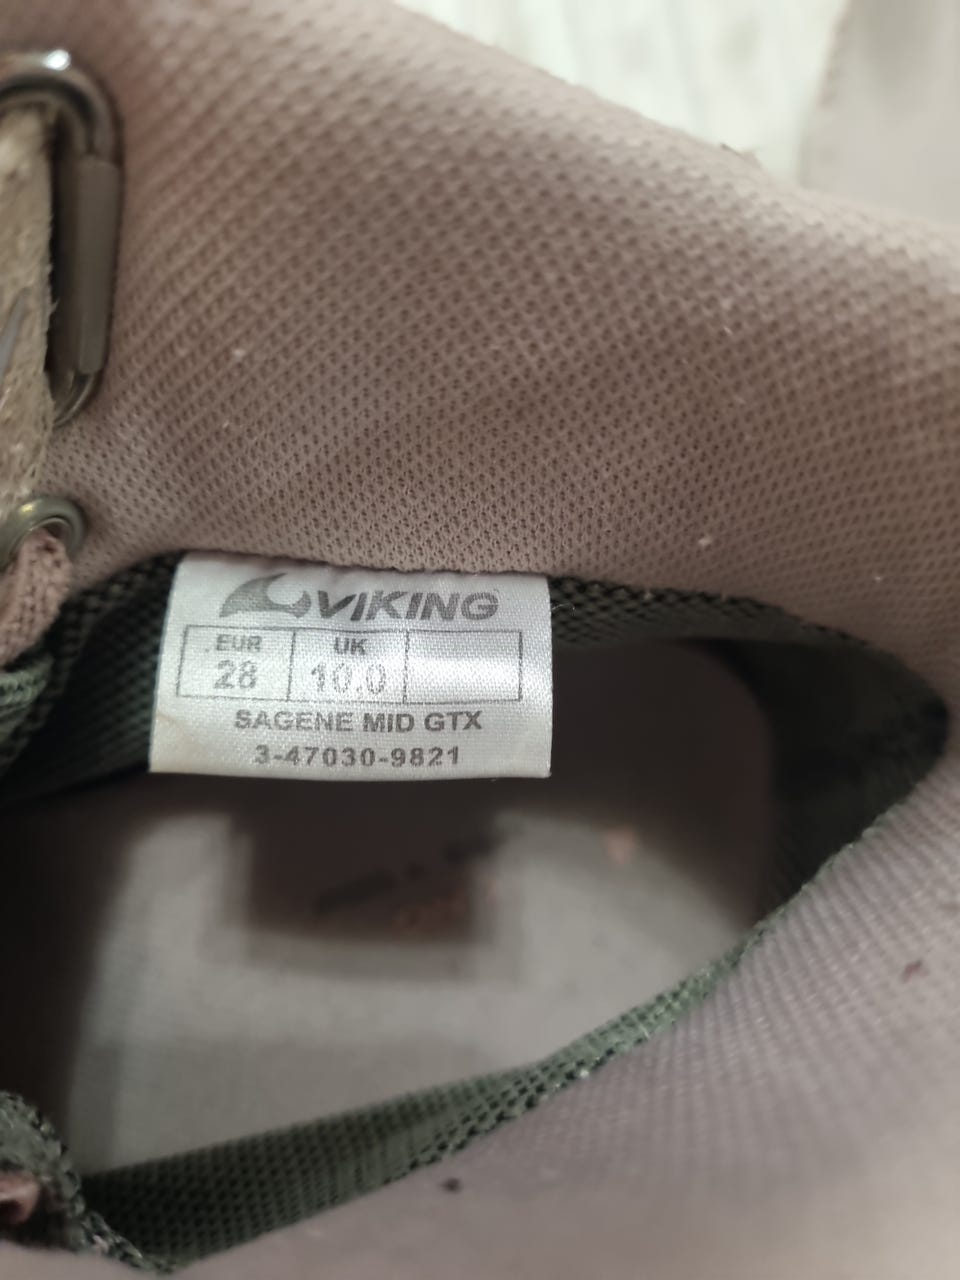 VIKING
EUR UK
28 10.0
SAGENE MID GTX
3-47030-9821